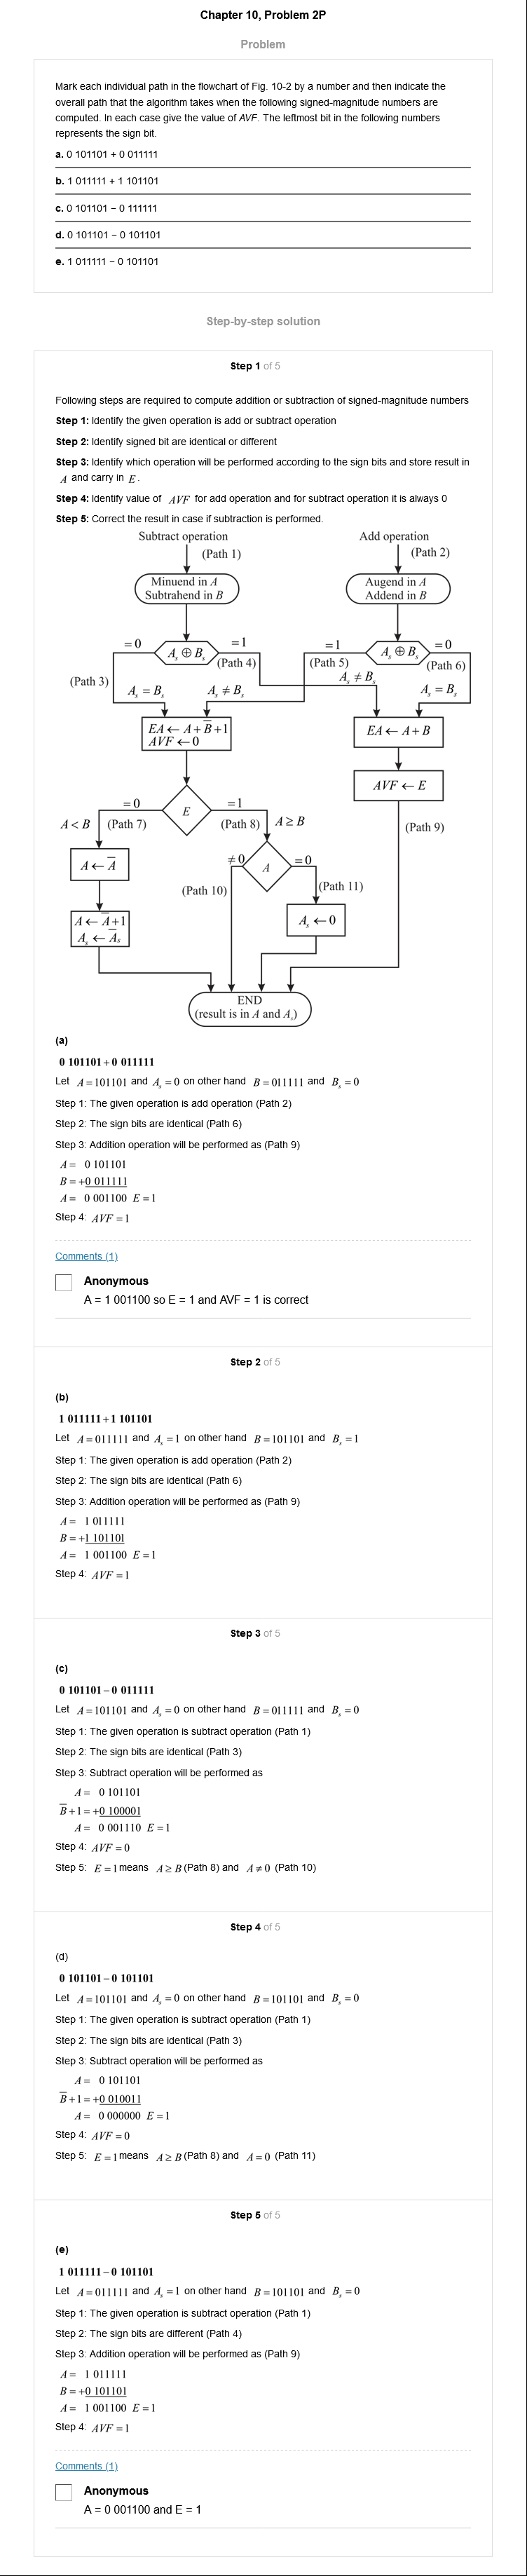 Chapter 10, Problem 2P
Problem
Mark each individual path in the flowchart of Fig. 10-2 by a number and then indicate the
overall path that the algorithm takes when the following signed-magnitude numbers are
computed. In each case give the value of AVF. The leftmost bit in the following numbers
represents the sign bit.
a. 0 101101 + 0 011111
b. 1 011111 + 1 101101
c. 0 101101 − 0 111111
d. 0 101101 − 0 101101
e. 1 011111 − 0 101101
Step-by-step solution
Step 1 of 5
Following steps are required to compute addition or subtraction of signed-magnitude numbers
Step 1: Identify the given operation is add or subtract operation
Step 2: Identify signed bit are identical or different
Step 3: Identify which operation will be performed according to the sign bits and store result in
A and carry in E.
Step 4: Identify value of AVF for add operation and for subtract operation it is always 0
Step 5: Correct the result in case if subtraction is performed.
Subtract operation
Add operation
(Path 1)
(Path 2)
Minuend in A
Subtrahend in B
Augend in A
Addend in B
=0
=1
=1
=0
A_s ⊕ B_s
A_s ⊕ B_s
(Path 3)
(Path 4)
(Path 5)
(Path 6)
A_s = B_s
A_s ≠ B_s
A_s ≠ B_s
A_s = B_s
EA ← A + B̅ + 1
AVF ← 0
EA ← A + B
AVF ← E
=0
E
=1
A < B
(Path 7)
(Path 8)
A ≥ B
(Path 9)
A ← A̅
≠0
A
=0
(Path 10)
(Path 11)
A ← A̅ + 1
A_s ← A̅_s
A_s ← 0
END
(result is in A and A_s)
(a)
0 101101 + 0 011111
Let A = 101101 and A_s = 0 on other hand B = 011111 and B_s = 0
Step 1: The given operation is add operation (Path 2)
Step 2: The sign bits are identical (Path 6)
Step 3: Addition operation will be performed as (Path 9)
A = 0 101101
B = +0 011111
A = 0 001100 E = 1
Step 4: AVF = 1
Comments (1)
Anonymous
A = 1 001100 so E = 1 and AVF = 1 is correct
Step 2 of 5
(b)
1 011111 + 1 101101
Let A = 011111 and A_s = 1 on other hand B = 101101 and B_s = 1
Step 1: The given operation is add operation (Path 2)
Step 2: The sign bits are identical (Path 6)
Step 3: Addition operation will be performed as (Path 9)
A = 1 011111
B = +1 101101
A = 1 001100 E = 1
Step 4: AVF = 1
Step 3 of 5
(c)
0 101101 − 0 011111
Let A = 101101 and A_s = 0 on other hand B = 011111 and B_s = 0
Step 1: The given operation is subtract operation (Path 1)
Step 2: The sign bits are identical (Path 3)
Step 3: Subtract operation will be performed as
A = 0 101101
B̅ + 1 = +0 100001
A = 0 001110 E = 1
Step 4: AVF = 0
Step 5: E = 1 means A ≥ B (Path 8) and A ≠ 0 (Path 10)
Step 4 of 5
(d)
0 101101 − 0 101101
Let A = 101101 and A_s = 0 on other hand B = 101101 and B_s = 0
Step 1: The given operation is subtract operation (Path 1)
Step 2: The sign bits are identical (Path 3)
Step 3: Subtract operation will be performed as
A = 0 101101
B̅ + 1 = +0 010011
A = 0 000000 E = 1
Step 4: AVF = 0
Step 5: E = 1 means A ≥ B (Path 8) and A = 0 (Path 11)
Step 5 of 5
(e)
1 011111 − 0 101101
Let A = 011111 and A_s = 1 on other hand B = 101101 and B_s = 0
Step 1: The given operation is subtract operation (Path 1)
Step 2: The sign bits are different (Path 4)
Step 3: Addition operation will be performed as (Path 9)
A = 1 011111
B = +0 101101
A = 1 001100 E = 1
Step 4: AVF = 1
Comments (1)
Anonymous
A = 0 001100 and E = 1